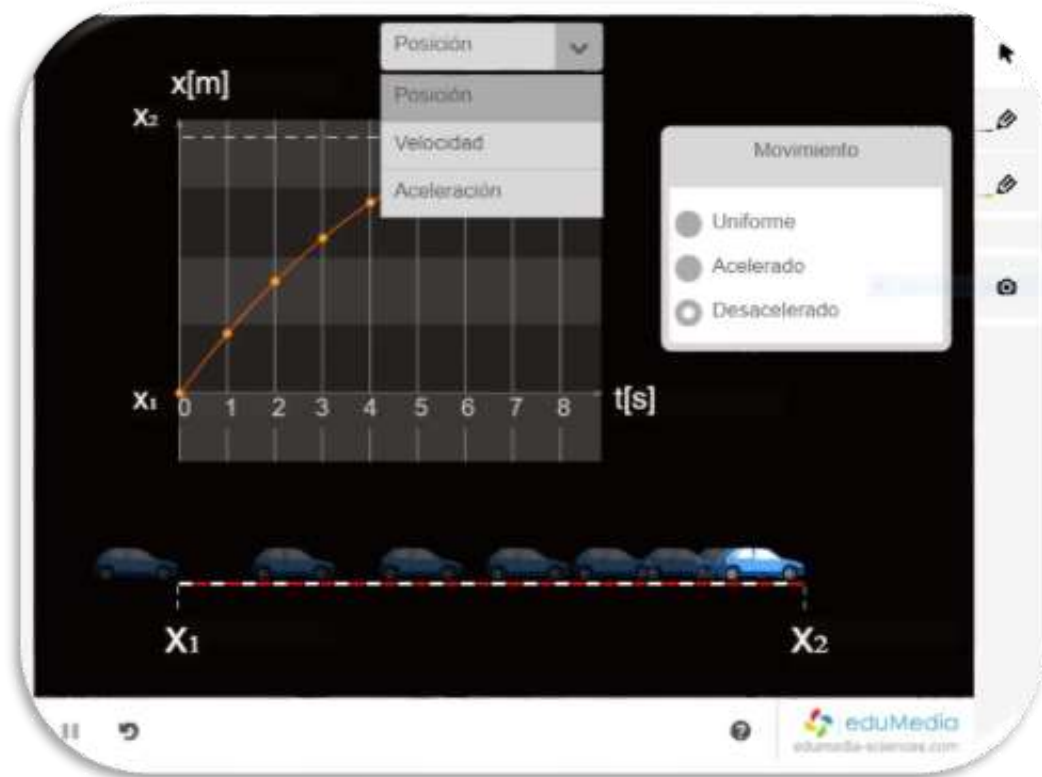 Posición
Posición
Velocidad
Aceleración
x[m]
X2
X1
0 1 2 3 4 5 6 7 8
t[s]
Movimiento
Uniforme
Acelerado
Desacelerado
X1
X2
eduMedia
edumedia-sciences.com